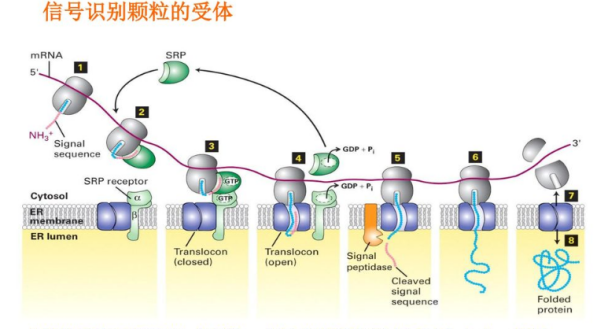 信号识别颗粒的受体
mRNA
5'
1
SRP
2
NH₃⁺
Signal
sequence
3
4
GDP + Pᵢ
5
6
3'
SRP receptor
GTP
GTP
GDP + Pᵢ
7
Cytosol
α
ER
membrane
β
ER lumen
8
Translocon
(closed)
Translocon
(open)
Signal
peptidase
Cleaved
signal
sequence
Folded
protein